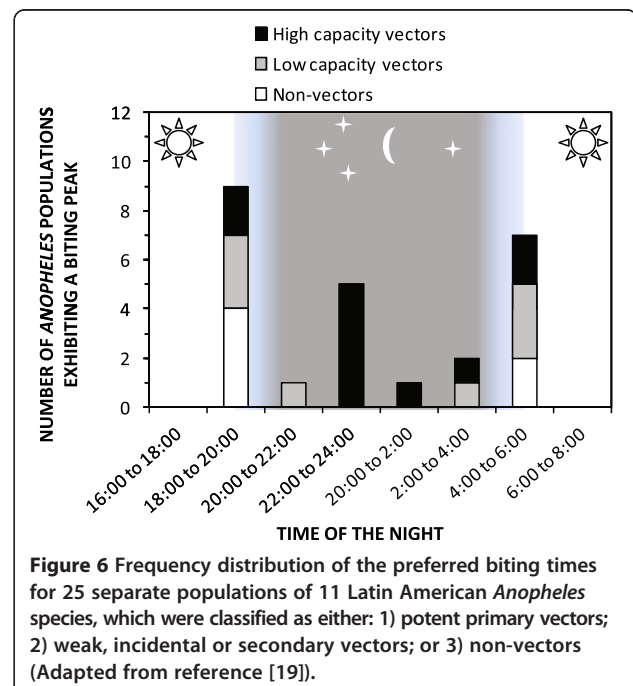 High capacity vectors
Low capacity vectors
Non-vectors
NUMBER OF ANOPHELES POPULATIONS
EXHIBITING A BITING PEAK
12
10
8
6
4
2
0
16:00 to 18:00
18:00 to 20:00
20:00 to 22:00
22:00 to 24:00
20:00 to 2:00
2:00 to 4:00
4:00 to 6:00
6:00 to 8:00
TIME OF THE NIGHT
Figure 6 Frequency distribution of the preferred biting times
for 25 separate populations of 11 Latin American Anopheles
species, which were classified as either: 1) potent primary vectors;
2) weak, incidental or secondary vectors; or 3) non-vectors
(Adapted from reference [19]).